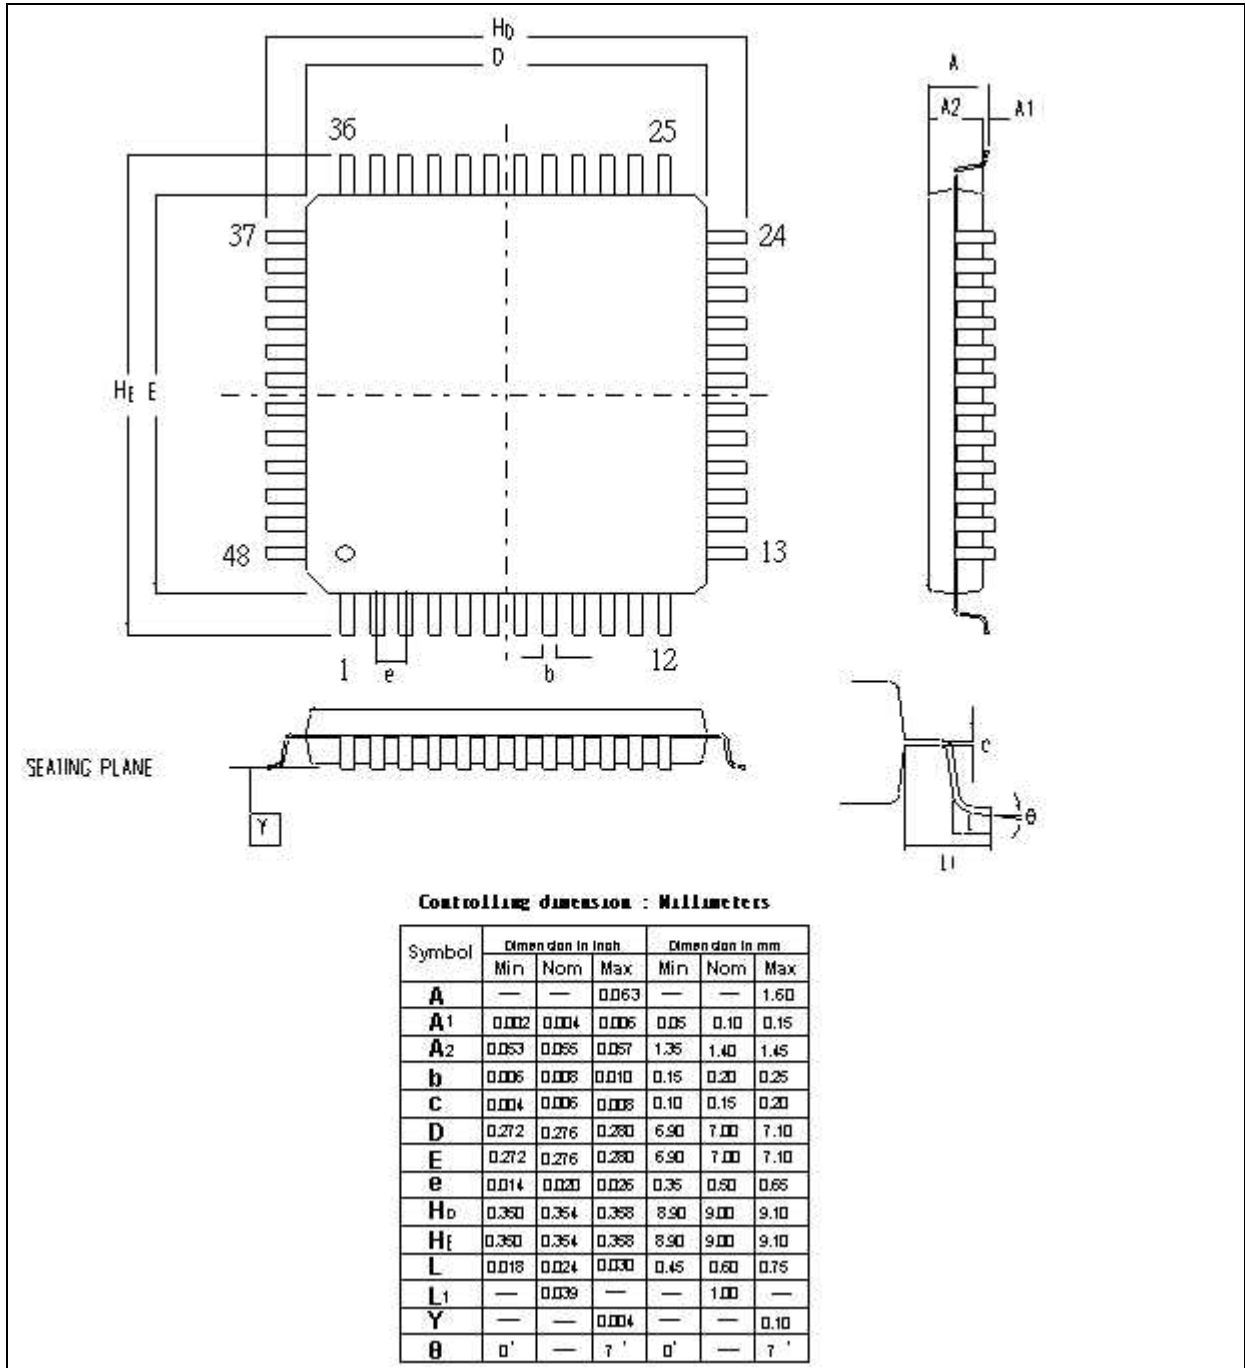 HD
D
A
A2 A1
36 25
37 24
HE E
48 13
1 e b 12
SEATING PLANE
Y
c
θ
L
L1
Controlling dimension : Millimeters
Symbol Dimension in inch Dimension in mm
Min Nom Max Min Nom Max
A — — 0.063 — — 1.60
A1 0.002 0.004 0.006 0.05 0.10 0.15
A2 0.053 0.055 0.057 1.35 1.40 1.45
b 0.006 0.008 0.010 0.15 0.20 0.25
c 0.004 0.006 0.008 0.10 0.15 0.20
D 0.272 0.276 0.280 6.90 7.00 7.10
E 0.272 0.276 0.280 6.90 7.00 7.10
e 0.014 0.020 0.026 0.35 0.50 0.65
HD 0.350 0.354 0.358 8.90 9.00 9.10
HE 0.350 0.354 0.358 8.90 9.00 9.10
L 0.018 0.024 0.030 0.45 0.60 0.75
L1 — 0.039 — — 1.00 —
Y — — 0.004 — — 0.10
θ 0° — 7° 0° — 7°